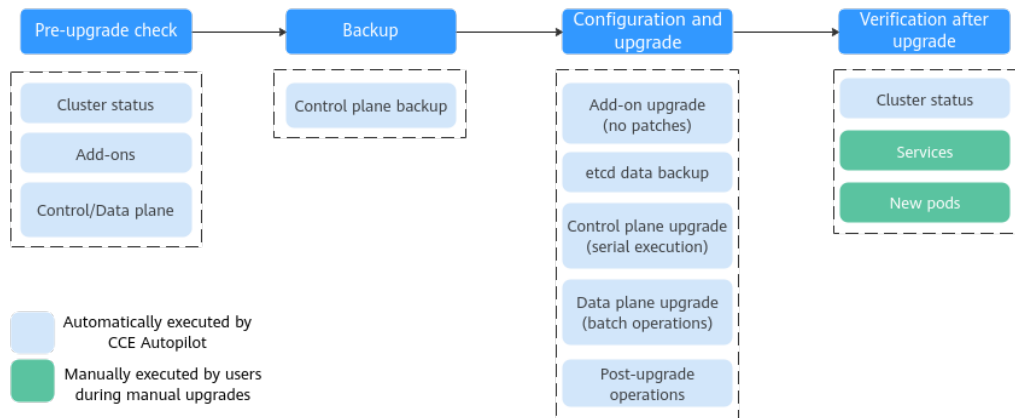 Pre-upgrade check
Backup
Configuration and
upgrade
Verification after
upgrade
Cluster status
Add-ons
Control/Data plane
Control plane backup
Add-on upgrade
(no patches)
etcd data backup
Control plane upgrade
(serial execution)
Data plane upgrade
(batch operations)
Post-upgrade
operations
Cluster status
Services
New pods
Automatically executed by
CCE Autopilot
Manually executed by users
during manual upgrades